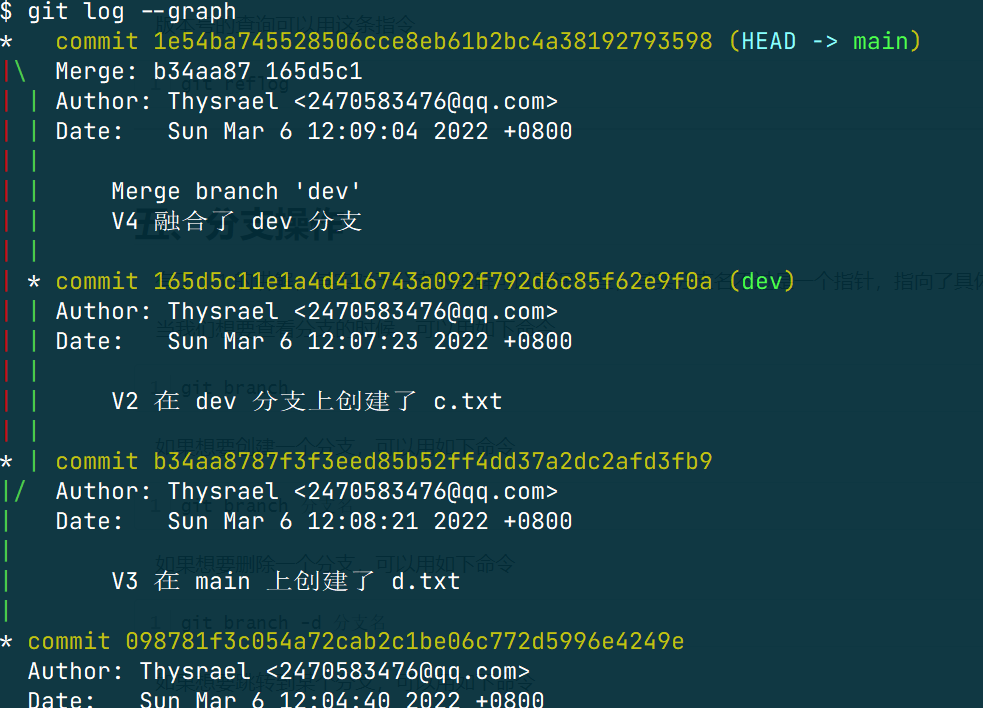 $ git log --graph
*   commit 1e54ba745528506cce8eb61b2bc4a38192793598 (HEAD -> main)
|\  Merge: b34aa87 165d5c1
| | Author: Thysrael <2470583476@qq.com>
| | Date:   Sun Mar 6 12:09:04 2022 +0800
| |
| |     Merge branch 'dev'
| |     V4 融合了 dev 分支
| |
| * commit 165d5c11e1a4d416743a092f792d6c85f62e9f0a (dev)
| | Author: Thysrael <2470583476@qq.com>
| | Date:   Sun Mar 6 12:07:23 2022 +0800
| |
| |     V2 在 dev 分支上创建了 c.txt
| |
* | commit b34aa8787f3f3eed85b52ff4dd37a2dc2afd3fb9
|/  Author: Thysrael <2470583476@qq.com>
|   Date:   Sun Mar 6 12:08:21 2022 +0800
|
|       V3 在 main 上创建了 d.txt
|
* commit 098781f3c054a72cab2c1be06c772d5996e4249e
  Author: Thysrael <2470583476@qq.com>
  Date:   Sun Mar 6 12:04:40 2022 +0800